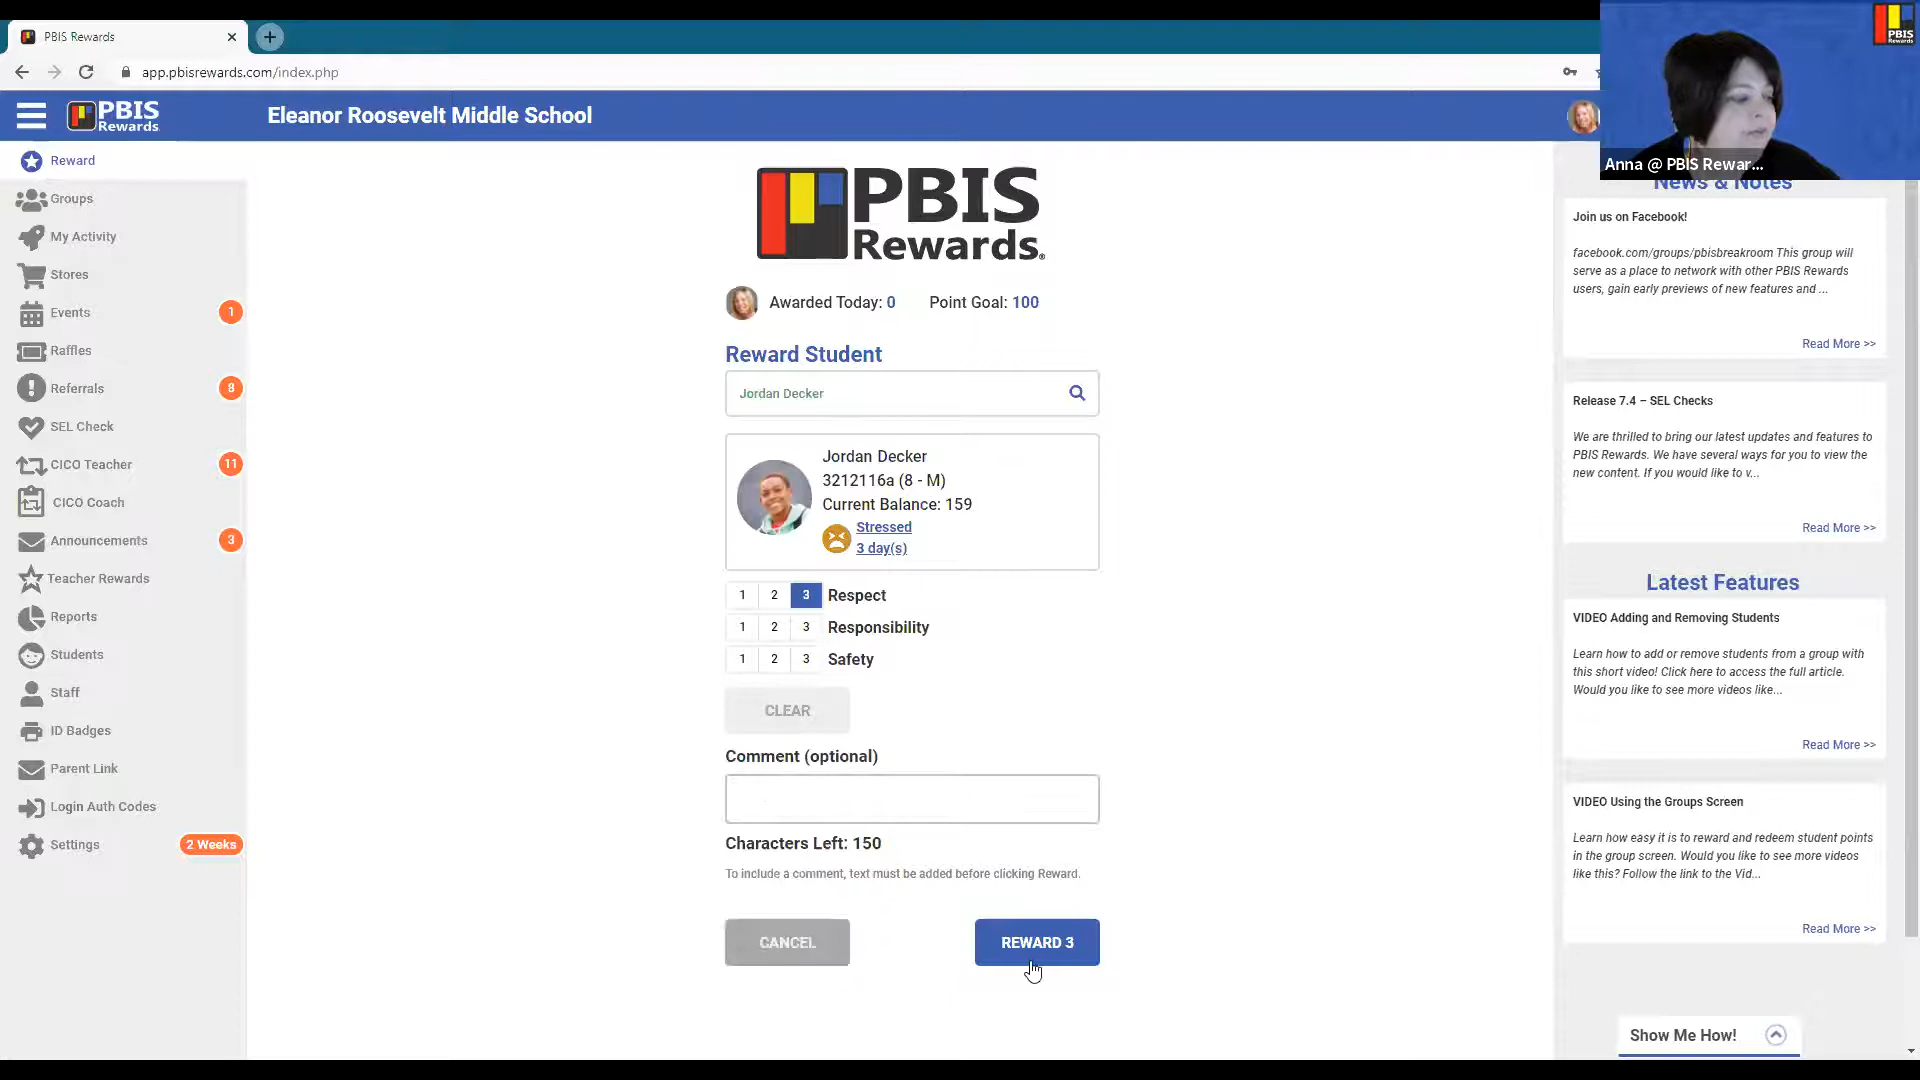 PBIS Rewards
app.pbisrewards.com/index.php
PBIS
Rewards
Anna @ PBIS Rewar...
PBIS
Rewards
Eleanor Roosevelt Middle School
Reward
Groups
My Activity
Stores
Events
1
Raffles
Referrals
8
SEL Check
CICO Teacher
11
CICO Coach
Announcements
3
Teacher Rewards
Reports
Students
Staff
ID Badges
Parent Link
Login Auth Codes
Settings
2 Weeks
PBIS
Rewards®
Awarded Today: 0 Point Goal: 100
Reward Student
Jordan Decker
Jordan Decker
3212116a (8 - M)
Current Balance: 159
Stressed
3 day(s)
1 2 3 Respect
1 2 3 Responsibility
1 2 3 Safety
CLEAR
Comment (optional)
Characters Left: 150
To include a comment, text must be added before clicking Reward.
CANCEL
REWARD 3
News & Notes
Join us on Facebook!
facebook.com/groups/pbisbreakroom This group will
serve as a place to network with other PBIS Rewards
users, gain early previews of new features and ...
Read More >>
Release 7.4 – SEL Checks
We are thrilled to bring our latest updates and features to
PBIS Rewards. We have several ways for you to view the
new content. If you would like to v...
Read More >>
Latest Features
VIDEO Adding and Removing Students
Learn how to add or remove students from a group with
this short video! Click here to access the full article.
Would you like to see more videos like...
Read More >>
VIDEO Using the Groups Screen
Learn how easy it is to reward and redeem student points
in the group screen. Would you like to see more videos
like this? Follow the link to the Vid...
Read More >>
Show Me How!